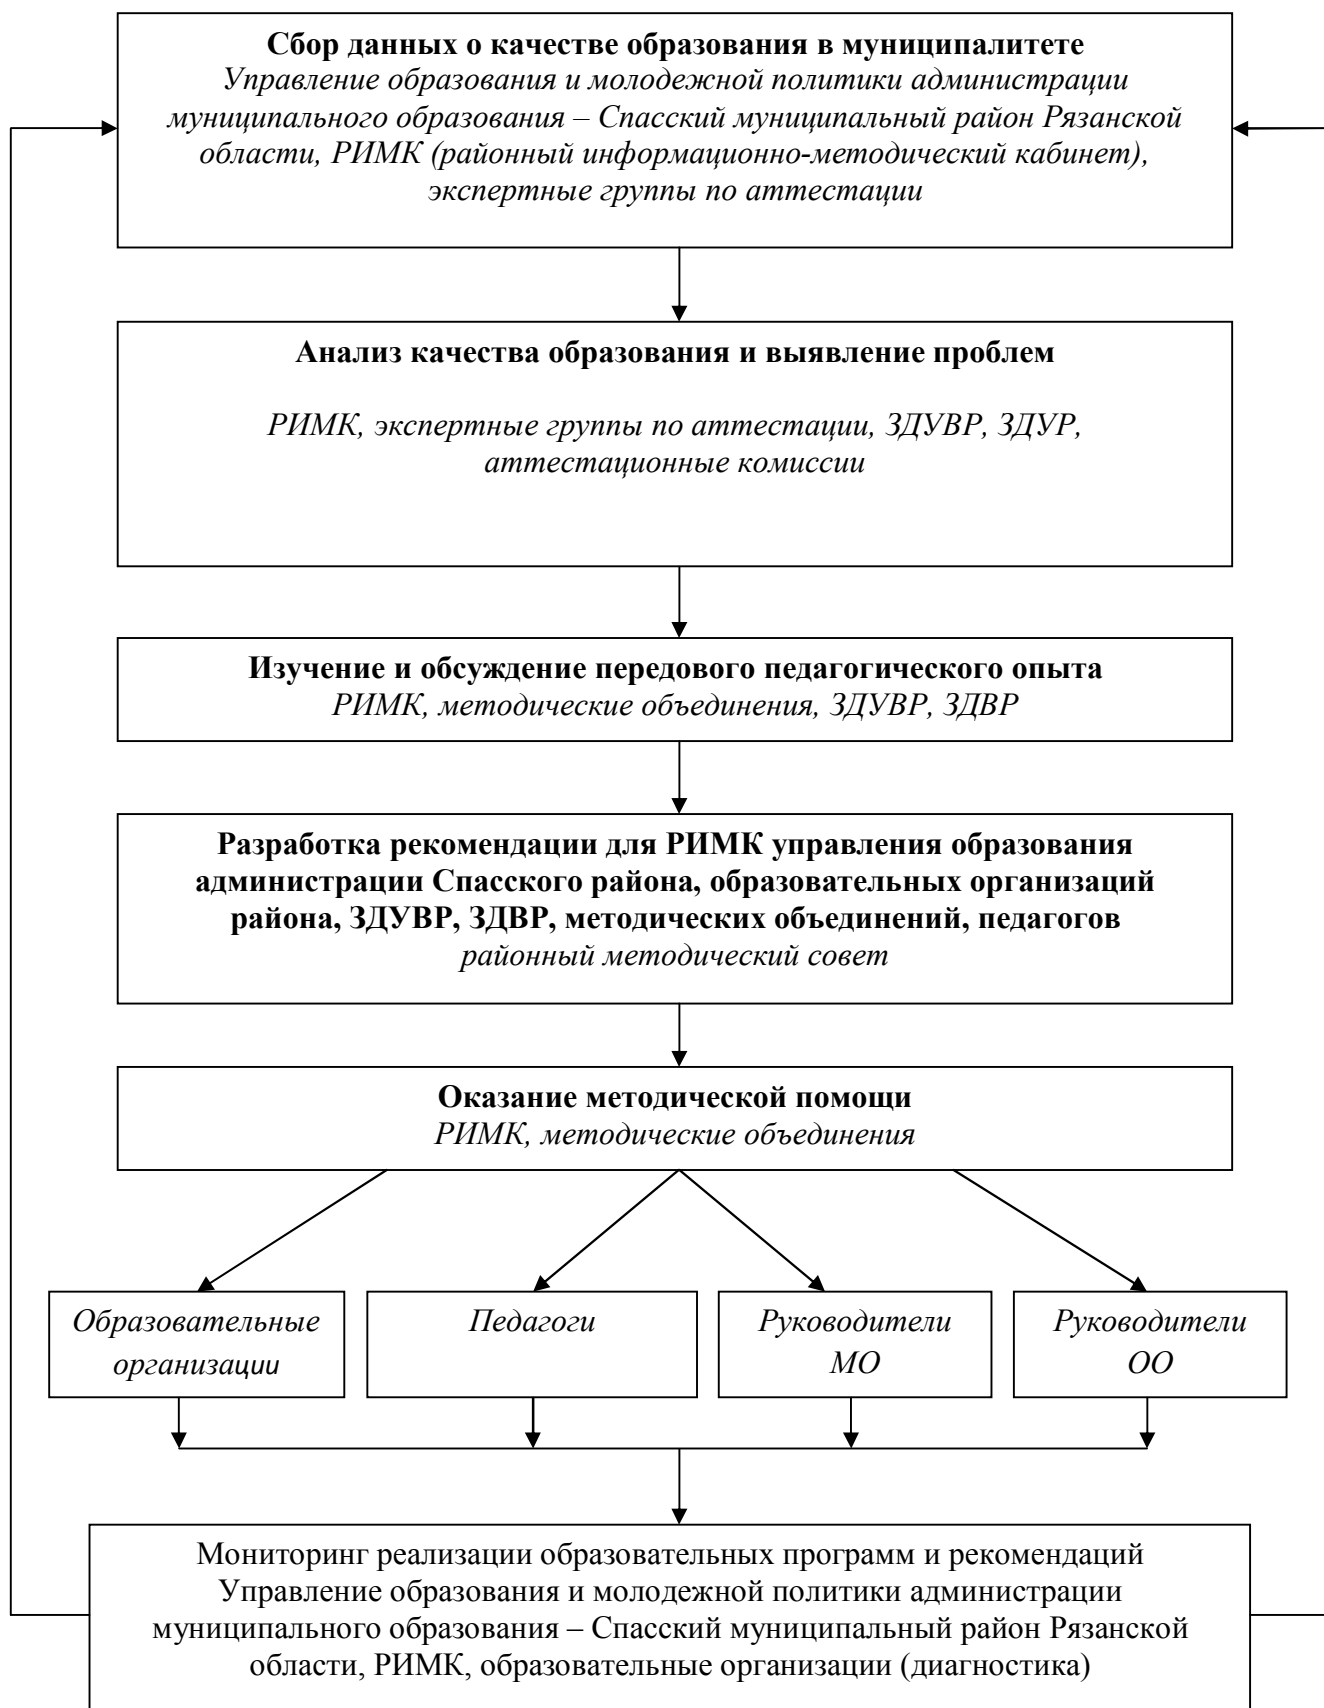 Сбор данных о качестве образования в муниципалитете
Управление образования и молодежной политики администрации
муниципального образования – Спасский муниципальный район Рязанской
области, РИМК (районный информационно-методический кабинет),
экспертные группы по аттестации
Анализ качества образования и выявление проблем
РИМК, экспертные группы по аттестации, ЗДУВР, ЗДУР,
аттестационные комиссии
Изучение и обсуждение передового педагогического опыта
РИМК, методические объединения, ЗДУВР, ЗДВР
Разработка рекомендации для РИМК управления образования
администрации Спасского района, образовательных организаций
района, ЗДУВР, ЗДВР, методических объединений, педагогов
районный методический совет
Оказание методической помощи
РИМК, методические объединения
Образовательные
организации
Педагоги
Руководители
МО
Руководители
ОО
Мониторинг реализации образовательных программ и рекомендаций
Управление образования и молодежной политики администрации
муниципального образования – Спасский муниципальный район Рязанской
области, РИМК, образовательные организации (диагностика)